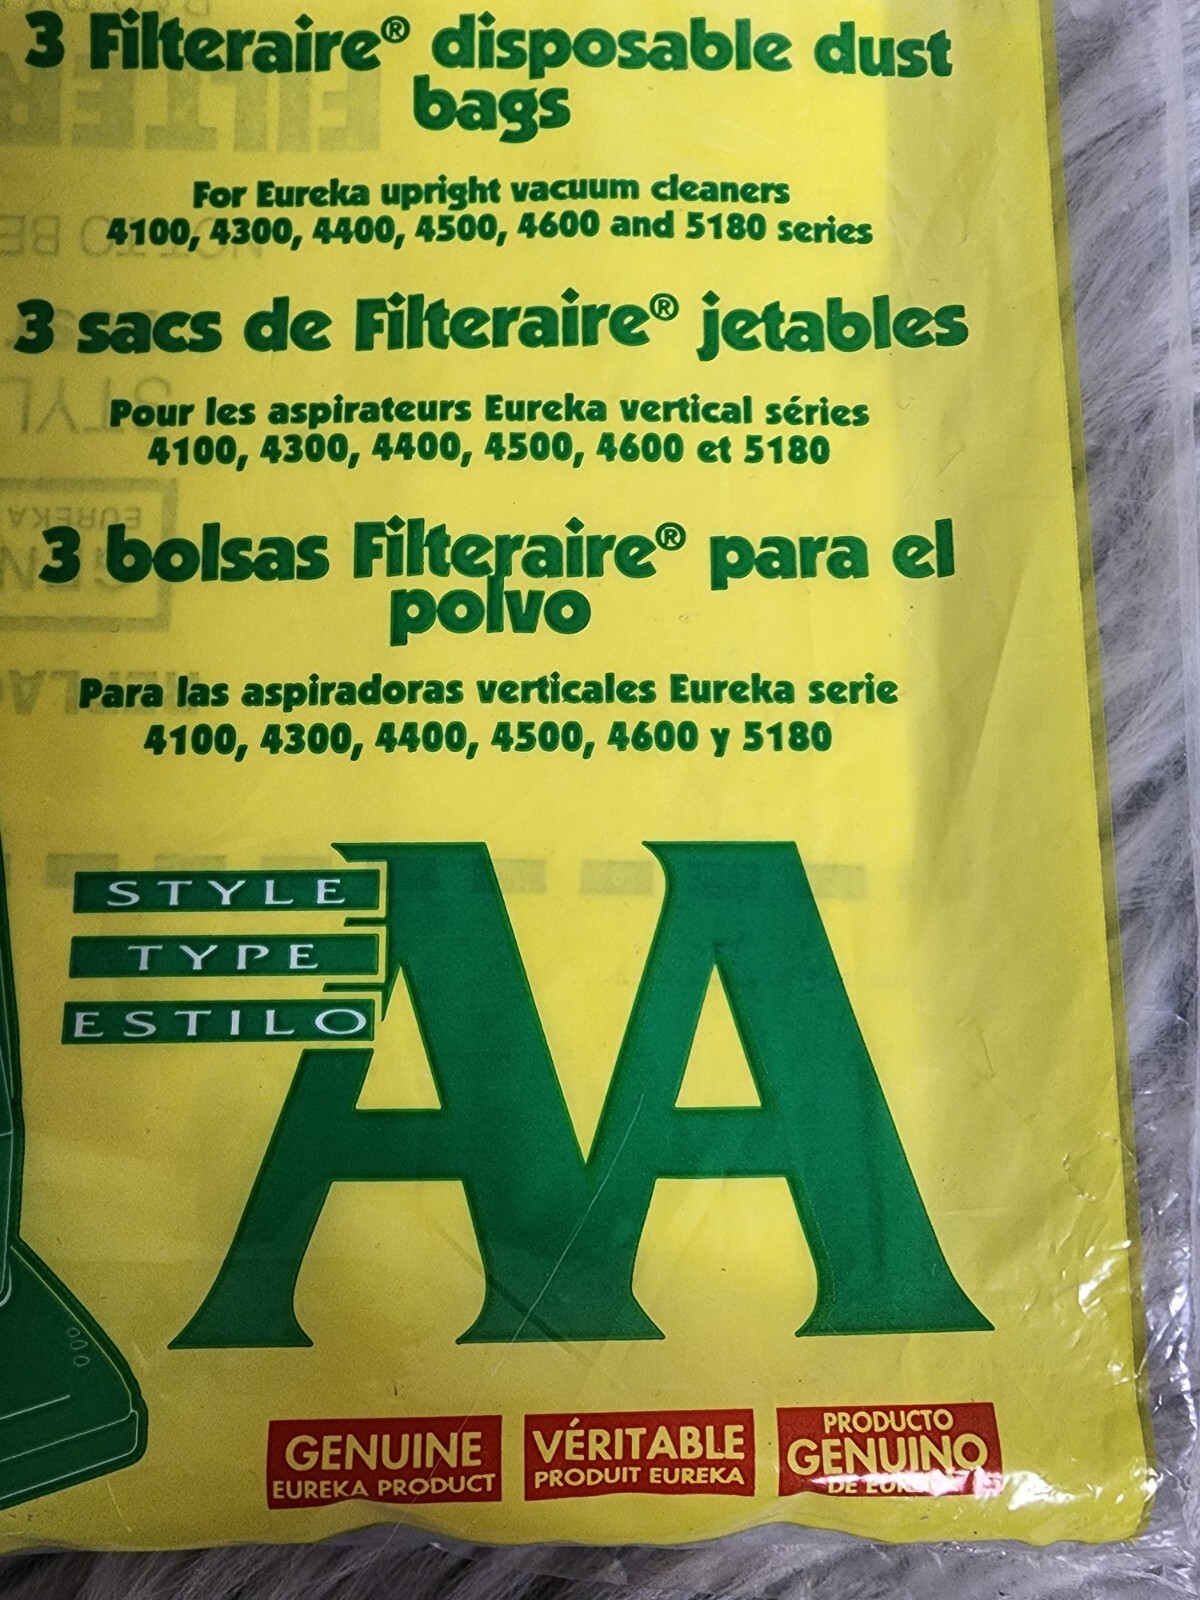 3 Filteraire® disposable dust
bags
For Eureka upright vacuum cleaners
4100, 4300, 4400, 4500, 4600 and 5180 series
3 sacs de Filteraire® jetables
Pour les aspirateurs Eureka vertical séries
4100, 4300, 4400, 4500, 4600 et 5180
3 bolsas Filteraire® para el
polvo
Para las aspiradoras verticales Eureka serie
4100, 4300, 4400, 4500, 4600 y 5180
STYLE
TYPE
ESTILO
AA
GENUINE
EUREKA PRODUCT
VÉRITABLE
PRODUIT EUREKA
PRODUCTO
GENUINO
DE